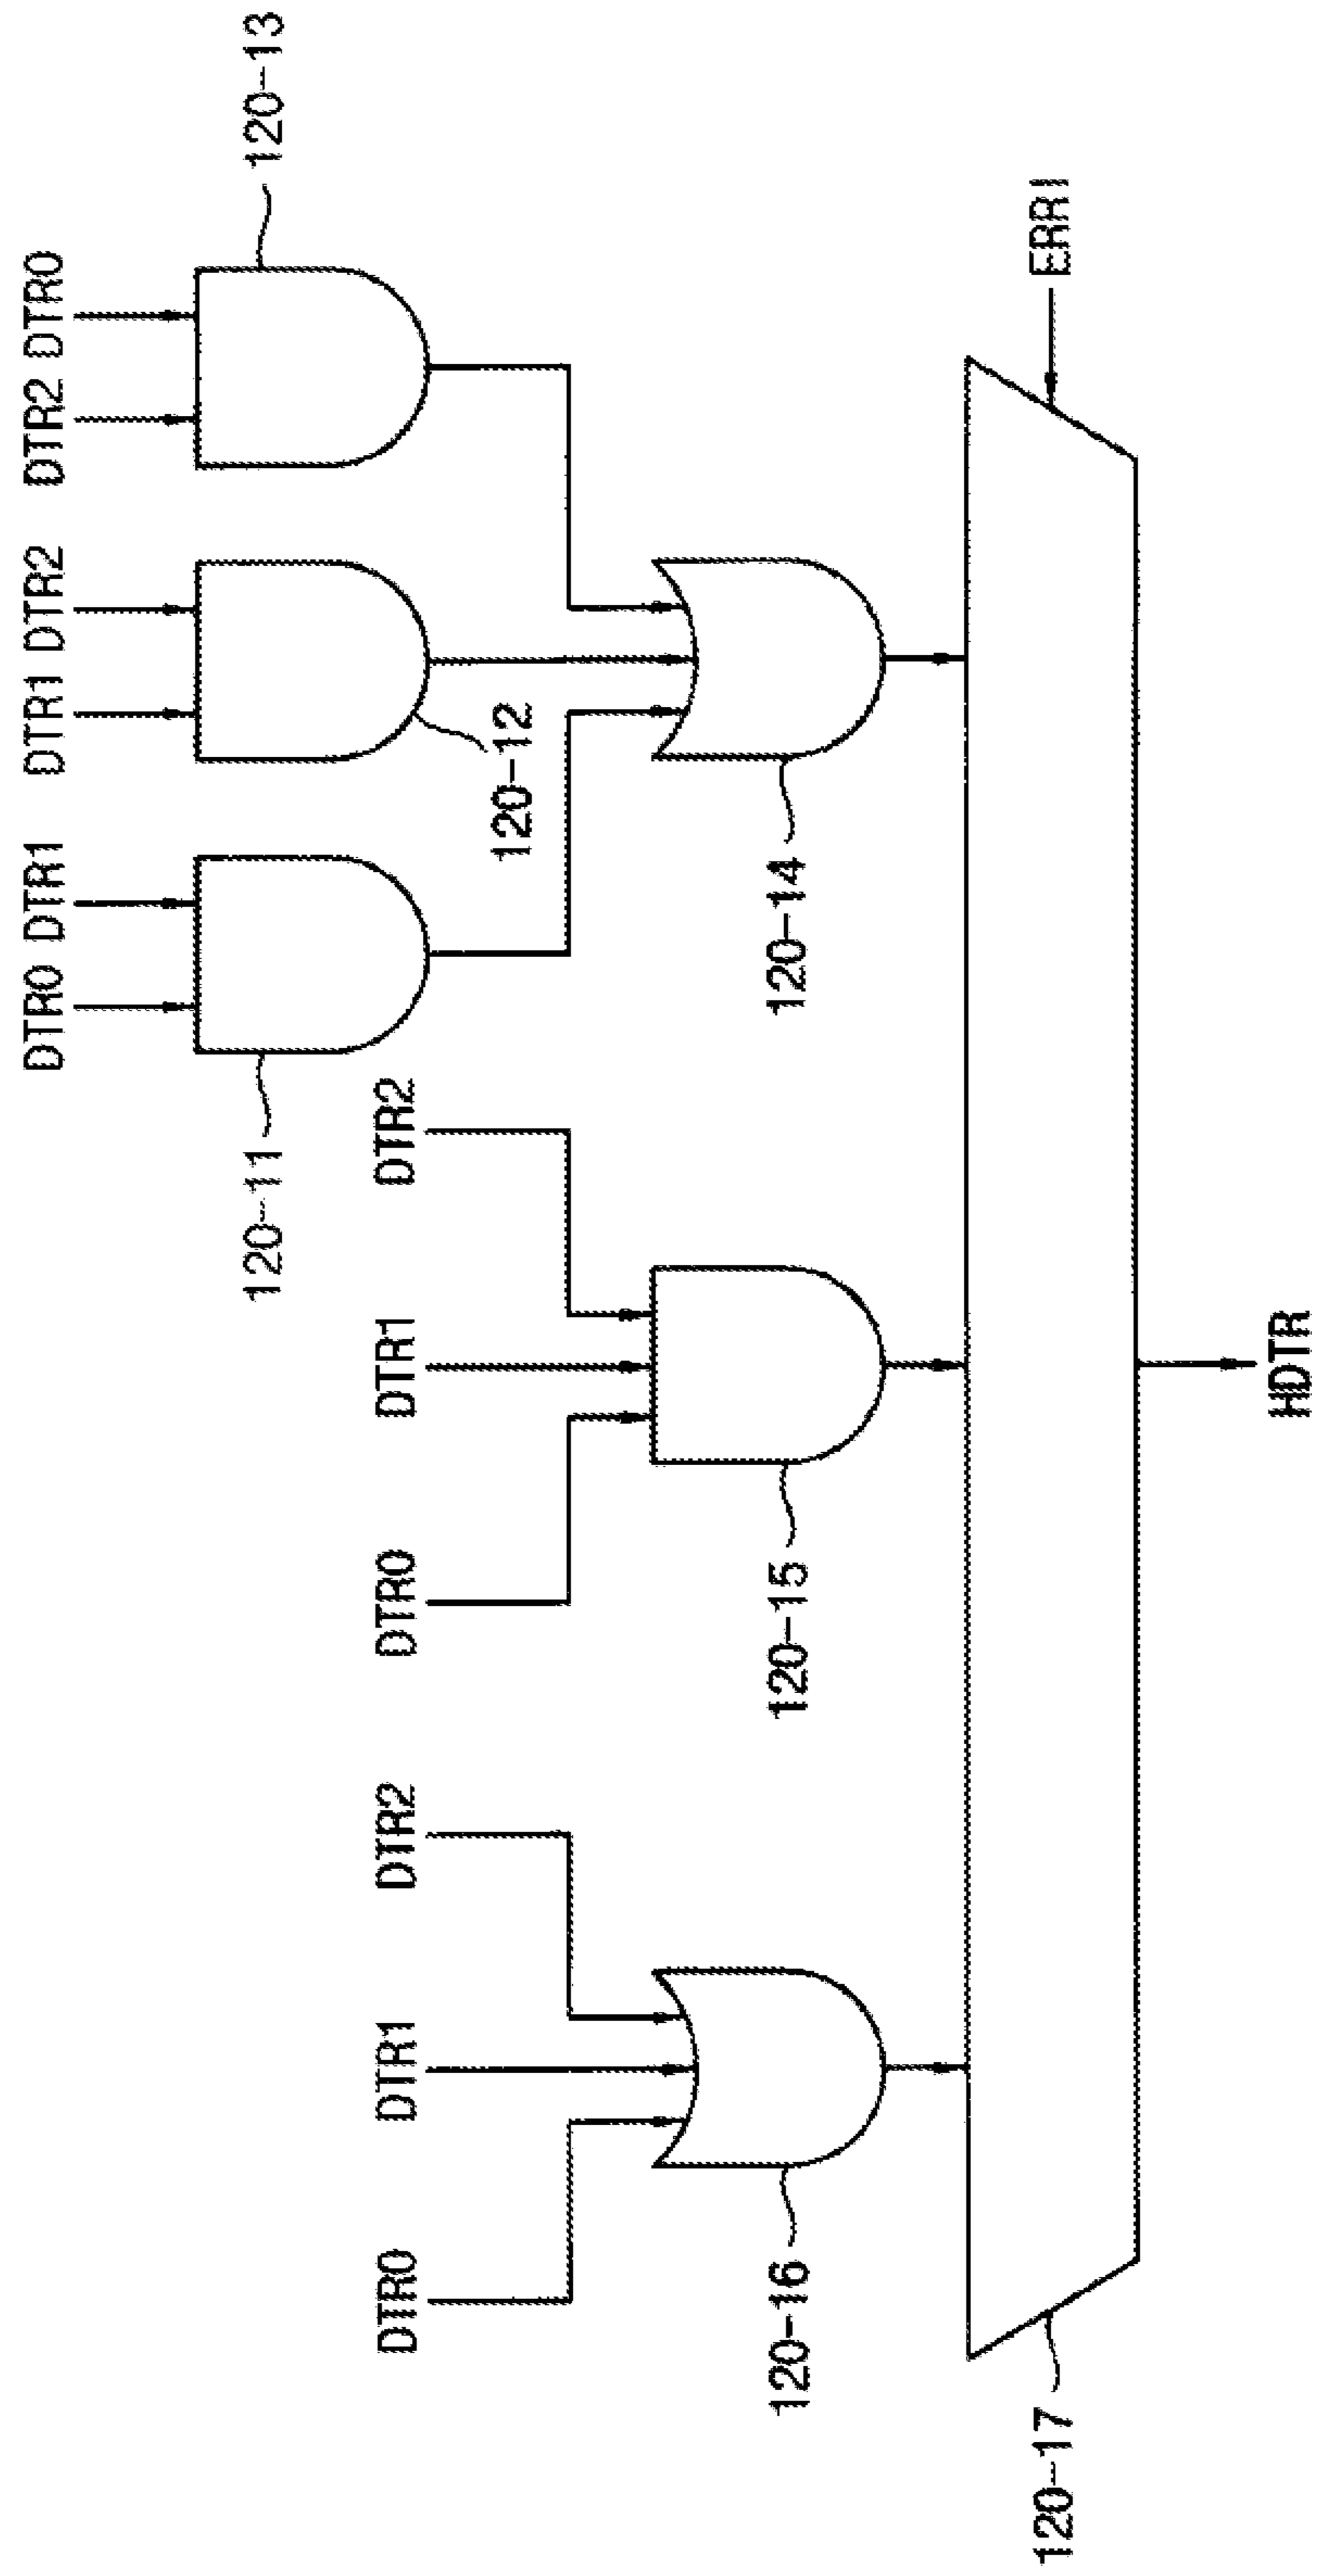 DTR0 DTR1
DTR1 DTR2
DTR2 DTR0
120-11
120-13
DTR0
DTR1
DTR2
DTR0
DTR1
DTR2
120-12
120-16
120-15
120-14
120-17
ERRI
HDTR